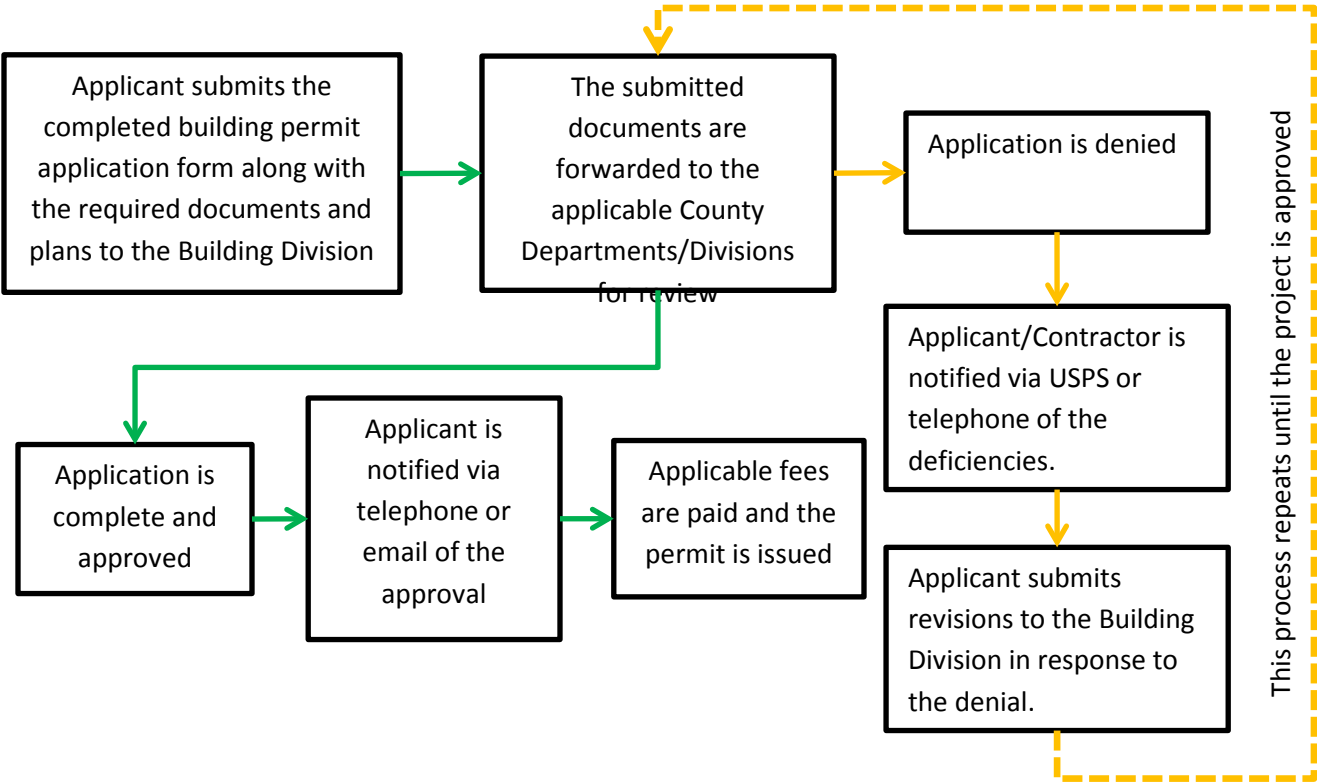 Applicant submits the
completed building permit
application form along with
the required documents and
plans to the Building Division
The submitted
documents are
forwarded to the
applicable County
Departments/Divisions
for review
Application is denied
Applicant/Contractor is
notified via USPS or
telephone of the
deficiencies.
Applicant submits
revisions to the Building
Division in response to
the denial.
This process repeats until the project is approved
Application is
complete and
approved
Applicant is
notified via
telephone or
email of the
approval
Applicable fees
are paid and the
permit is issued